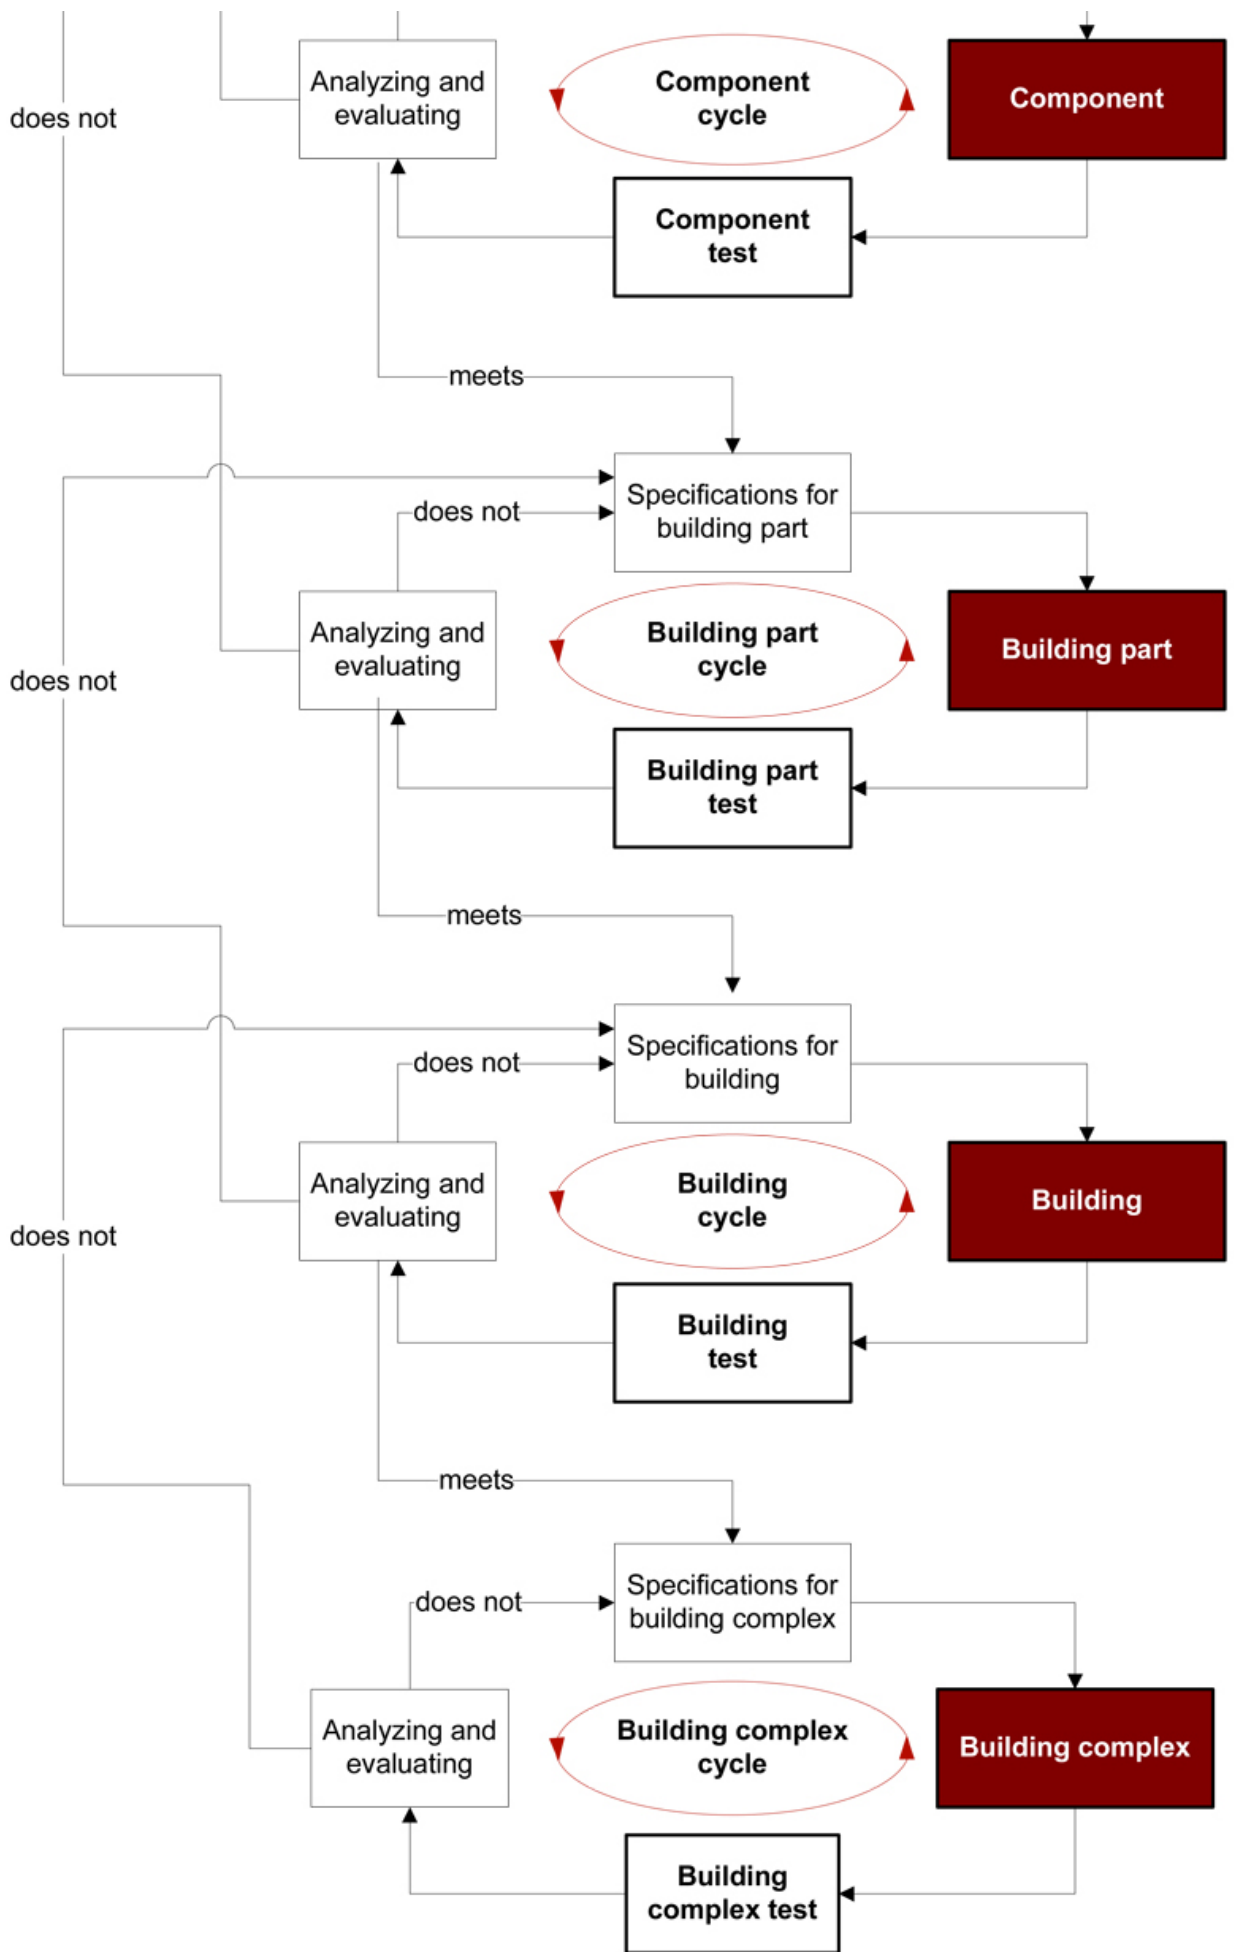 Analyzing and
evaluating
Component
cycle
Component
does not
Component
test
meets
Specifications for
building part
does not
Analyzing and
evaluating
Building part
cycle
Building part
does not
Building part
test
meets
Specifications for
building
does not
Analyzing and
evaluating
Building
cycle
Building
does not
Building
test
meets
Specifications for
building complex
does not
Analyzing and
evaluating
Building complex
cycle
Building complex
Building
complex test